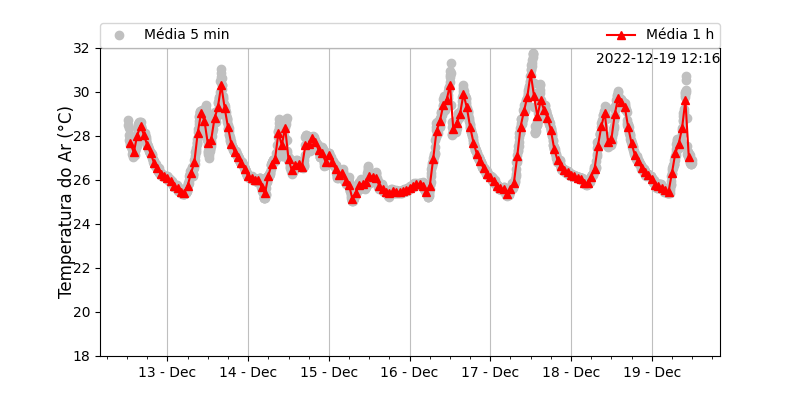 Média 5 min
Média 1 h
2022-12-19 12:16
Temperatura do Ar (°C)
32
30
28
26
24
22
20
18
13 - Dec
14 - Dec
15 - Dec
16 - Dec
17 - Dec
18 - Dec
19 - Dec